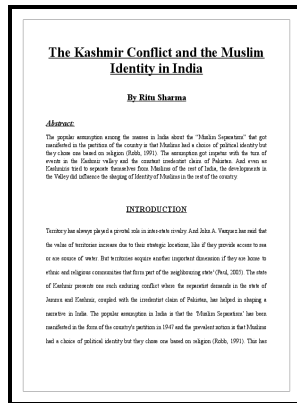 The Kashmir Conflict and the Muslim
Identity in India
By Ritu Sharma
Abstract:
The popular assumption among the masses in India about the "Muslim Separatism" that got
manifested in the partition of the country is that Muslims had a choice of political identity but
they chose one based on religion (Robb, 1991). The assumption got impetus with the turn of
events in the Kashmir valley and the constant irredentist claim of Pakistan. And even as
Kashmiris tried to separate themselves from Muslims of the rest of India, the developments in
the Valley did influence the shaping of Identity of Muslims in the rest of the country.
INTRODUCTION
Territory has always played a pivotal role in inter-state rivalry. And John A. Vasquez has said that
the value of territories increase due to their strategic locations, like if they provide access to sea
or are source of water. But territories acquire another important dimension if they are home to
ethnic and religious communities that form part of the neighbouring state' (Paul, 2005). The state
of Kashmir presents one such enduring conflict where the separatist demands in the state of
Jammu and Kashmir, coupled with the irredentist claim of Pakistan, has helped in shaping a
narrative in India. The popular assumption in India is that the 'Muslim Separatism' has been
manifested in the form of the country's partition in 1947 and the prevalent notion is that Muslims
had a choice of political identity but they chose one based on religion (Robb, 1991). This has